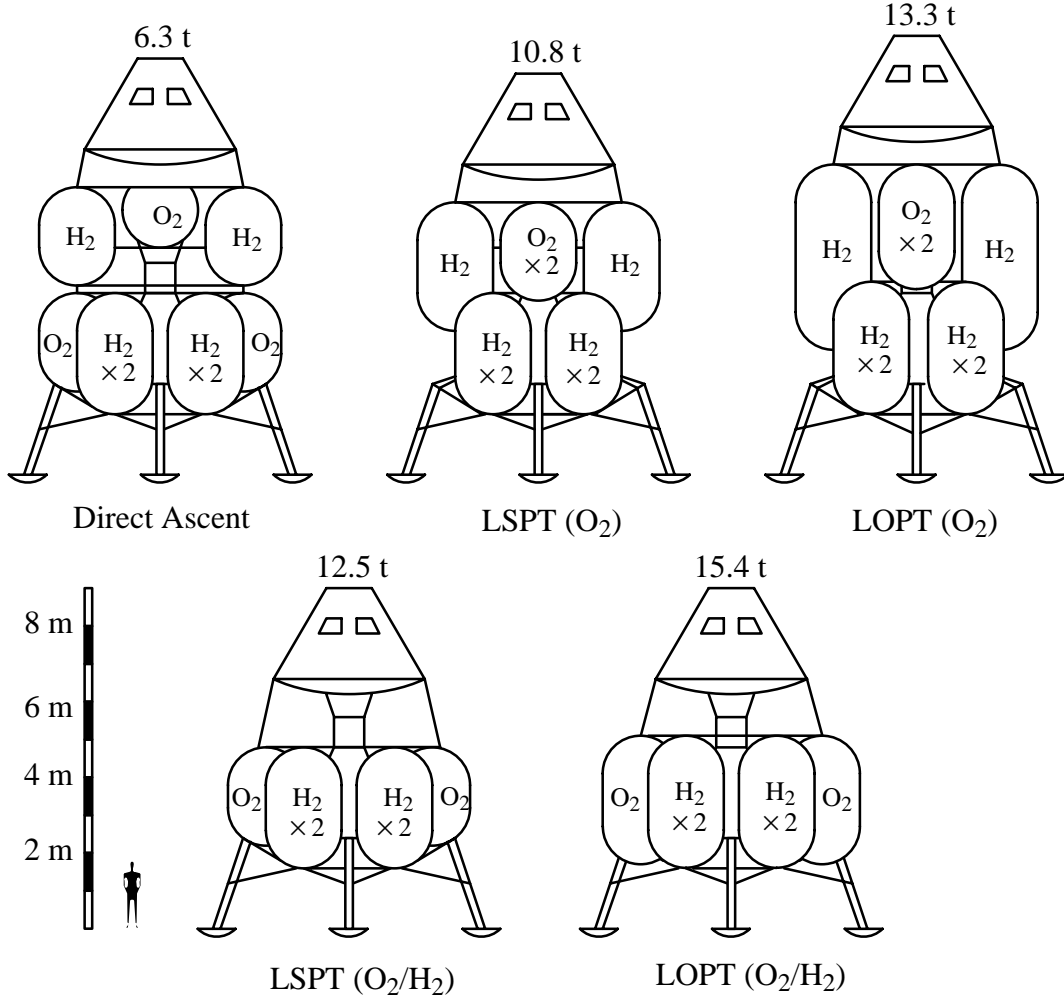 6.3 t
H₂
O₂
H₂
O₂
H₂
×2
H₂
×2
O₂
Direct Ascent
10.8 t
H₂
O₂
×2
H₂
H₂
×2
H₂
×2
LSPT (O₂)
13.3 t
H₂
O₂
×2
H₂
H₂
×2
H₂
×2
LOPT (O₂)
8 m
6 m
4 m
2 m
12.5 t
O₂
H₂
×2
H₂
×2
O₂
LSPT (O₂/H₂)
15.4 t
O₂
H₂
×2
H₂
×2
O₂
LOPT (O₂/H₂)